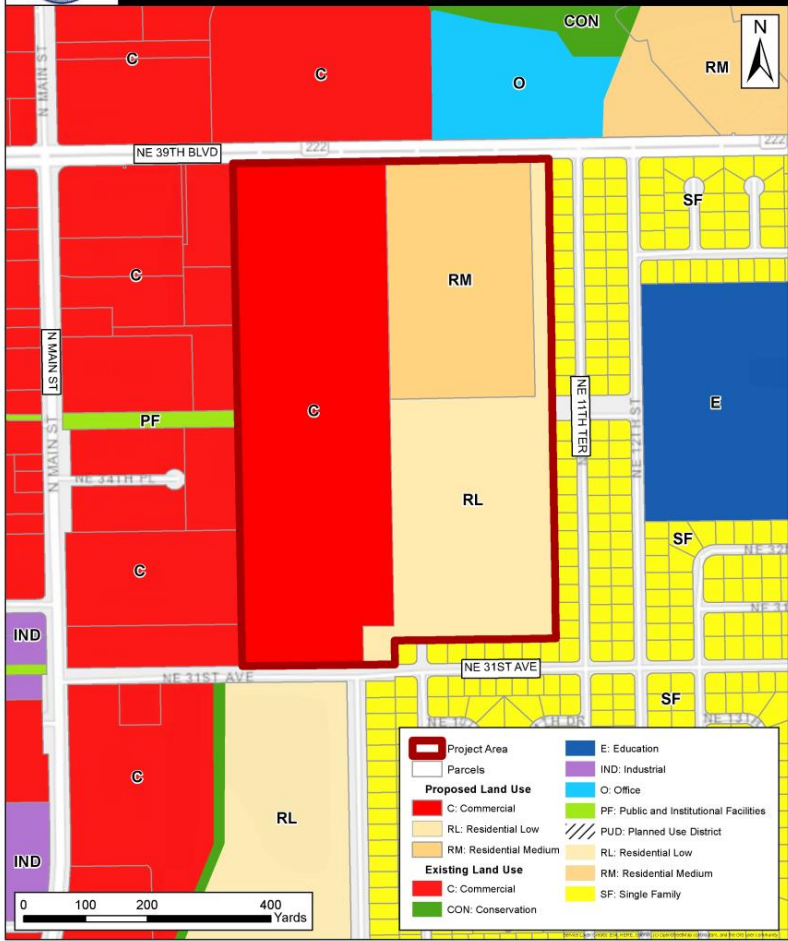 CON
N
C
C
O
RM
N MAIN ST
NE 39TH BLVD
222
222
SF
RM
C
N MAIN ST
NE 11TH TER
E
PF
C
NE 12TH ST
N MAIN ST
NE 34TH PL
RL
SF
C
IND
NE 31ST AVE
NE 31ST AVE
SF
C
RL
IND
Project Area
Parcels
Proposed Land Use
C: Commercial
RL: Residential Low
RM: Residential Medium
Existing Land Use
C: Commercial
CON: Conservation
E: Education
IND: Industrial
O: Office
PF: Public and Institutional Facilities
PUD: Planned Use District
RL: Residential Low
RM: Residential Medium
SF: Single Family
0 100 200 400
Yards